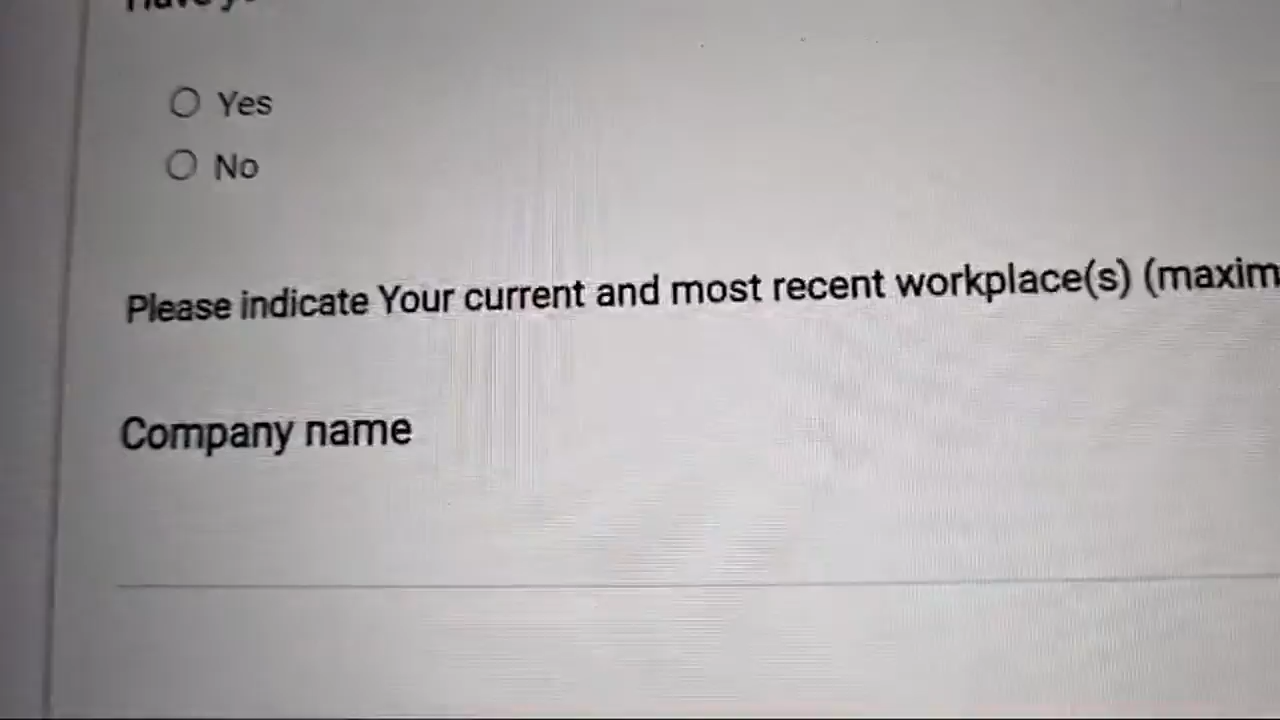 Yes
No
Please indicate Your current and most recent workplace(s) (maxim
Company name